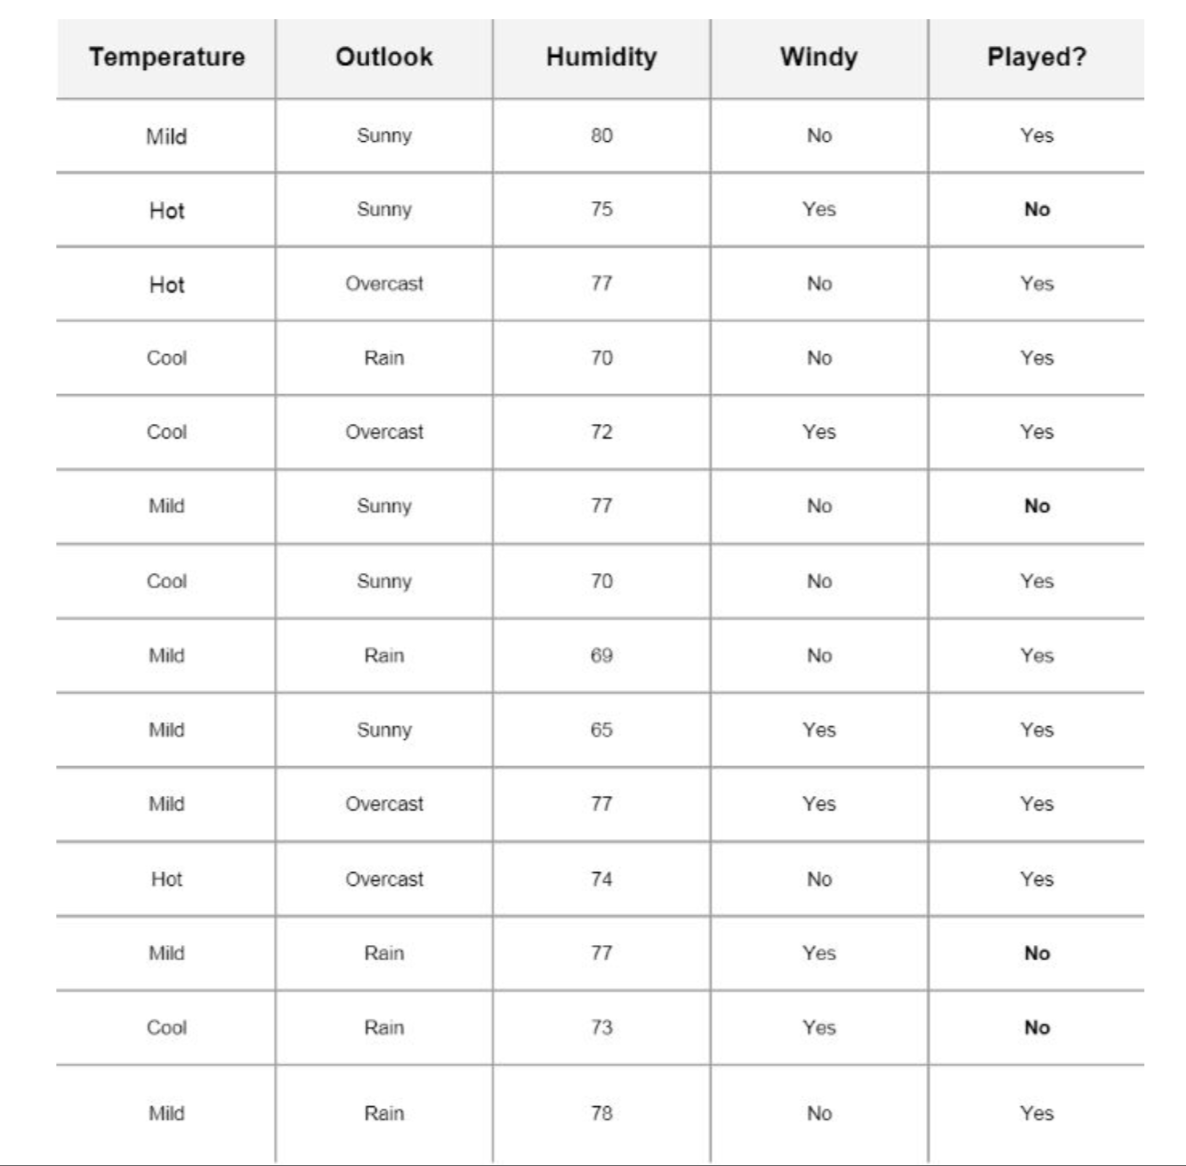 Temperature Outlook Humidity Windy Played?
Mild Sunny 80 No Yes
Hot Sunny 75 Yes No
Hot Overcast 77 No Yes
Cool Rain 70 No Yes
Cool Overcast 72 Yes Yes
Mild Sunny 77 No No
Cool Sunny 70 No Yes
Mild Rain 69 No Yes
Mild Sunny 65 Yes Yes
Mild Overcast 77 Yes Yes
Hot Overcast 74 No Yes
Mild Rain 77 Yes No
Cool Rain 73 Yes No
Mild Rain 78 No Yes